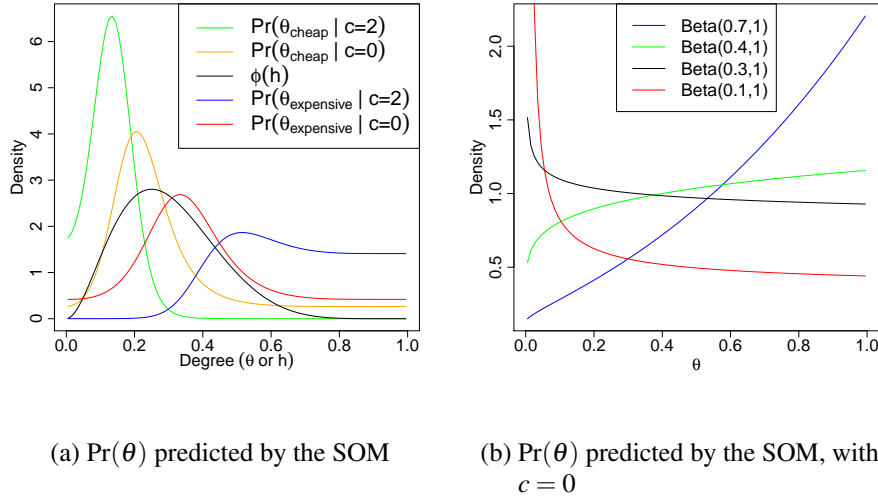 Pr(θcheap | c=2)
Pr(θcheap | c=0)
ϕ(h)
Pr(θexpensive | c=2)
Pr(θexpensive | c=0)
Density
0 1 2 3 4 5 6
0.0 0.2 0.4 0.6 0.8 1.0
Degree (θ or h)
(a) Pr(θ) predicted by the SOM
Beta(0.7,1)
Beta(0.4,1)
Beta(0.3,1)
Beta(0.1,1)
Density
0.5 1.0 1.5 2.0
0.0 0.2 0.4 0.6 0.8 1.0
θ
(b) Pr(θ) predicted by the SOM, with
c = 0